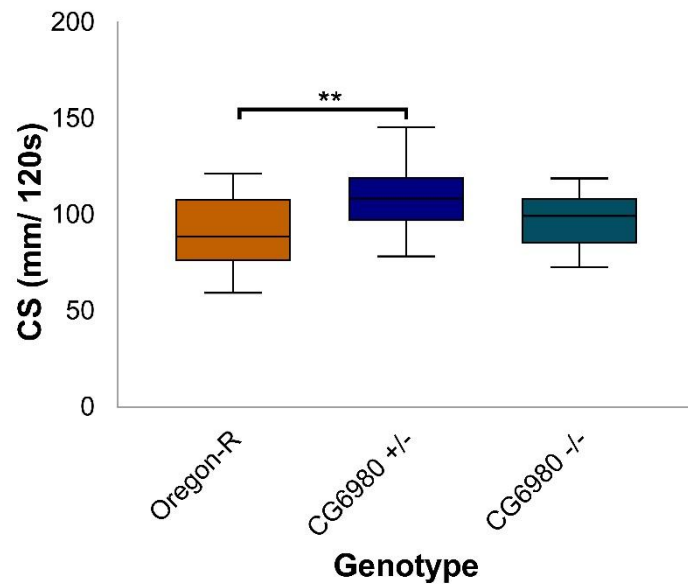 200
**
150
100
50
0
CS (mm/ 120s)
Oregon-R
CG6980 +/-
CG6980 -/-
Genotype